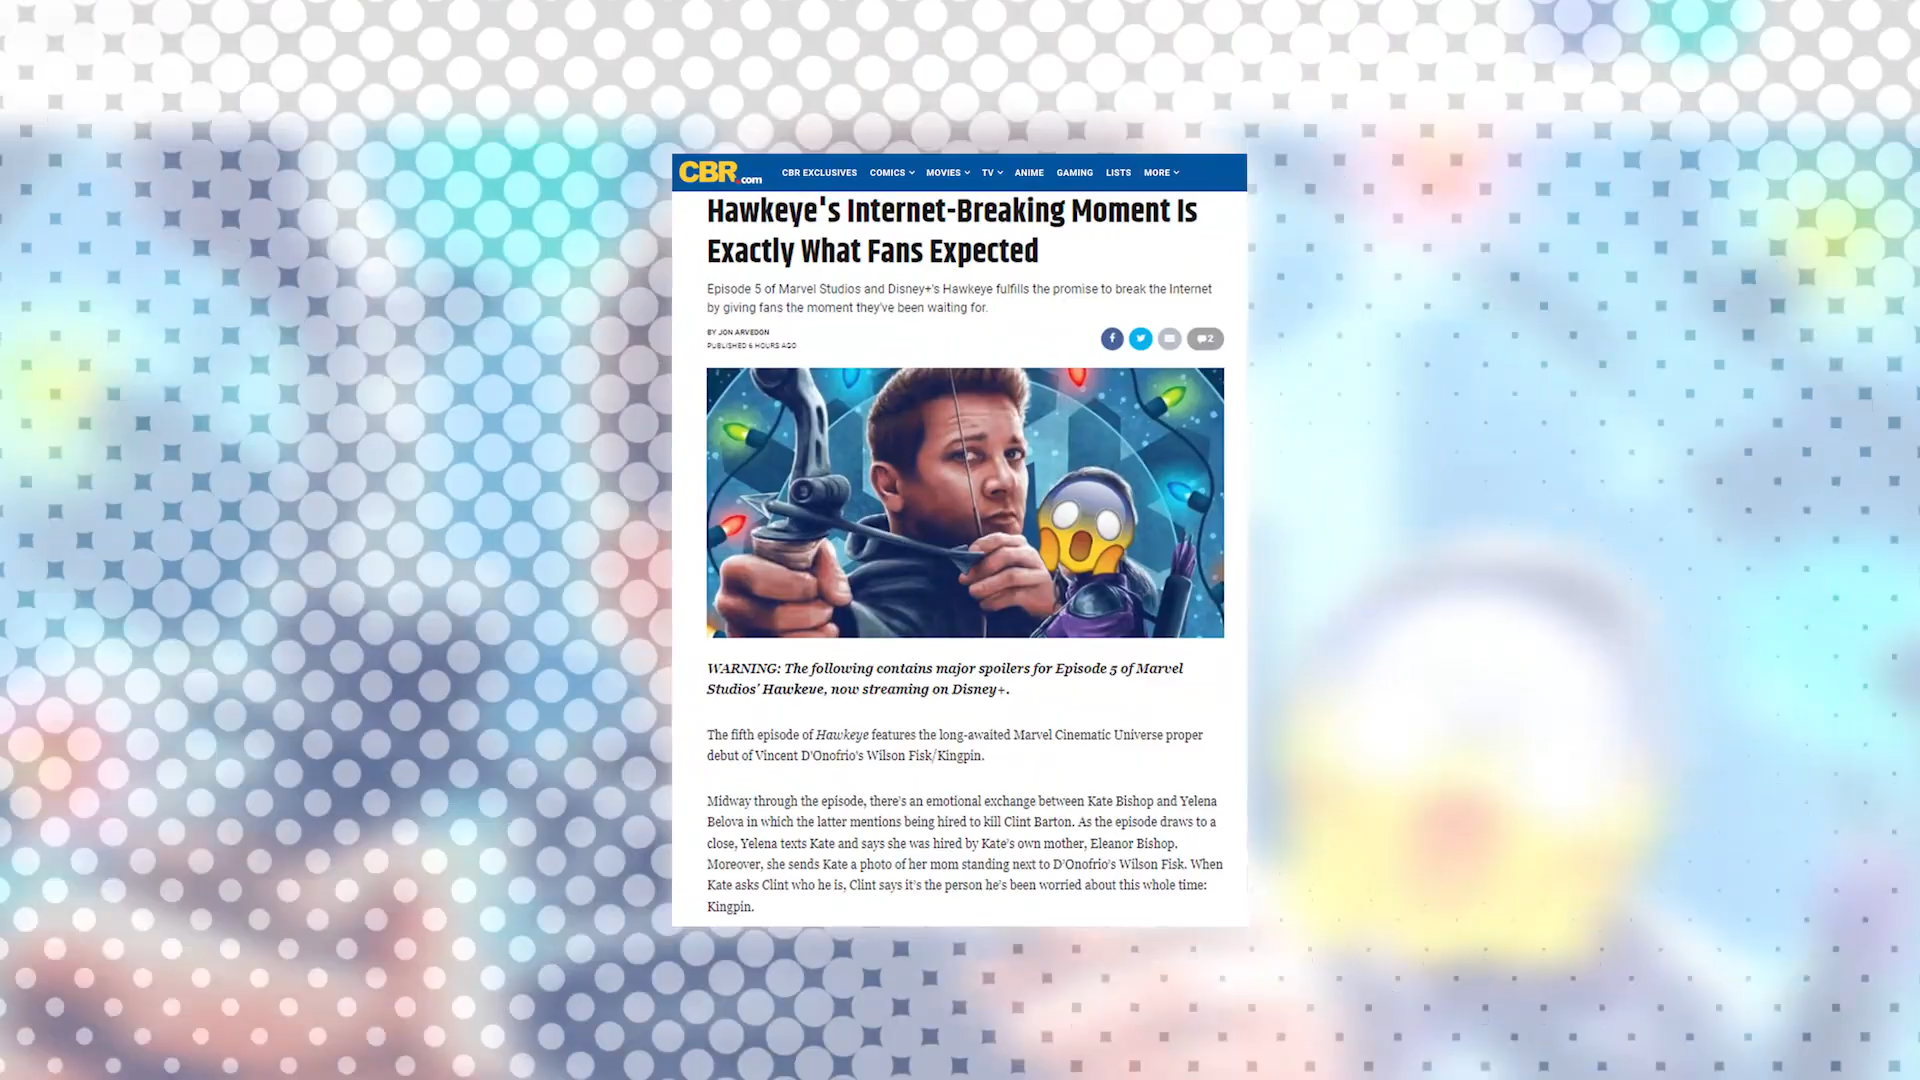 CBR.com CBR EXCLUSIVES COMICS MOVIES TV ANIME GAMING LISTS MORE
Hawkeye's Internet-Breaking Moment Is
Exactly What Fans Expected
Episode 5 of Marvel Studios and Disney+'s Hawkeye fulfills the promise to break the Internet
by giving fans the moment they've been waiting for.
BY JON ARVEDON
PUBLISHED 6 HOURS AGO
2
WARNING: The following contains major spoilers for Episode 5 of Marvel
Studios' Hawkeye, now streaming on Disney+.
The fifth episode of Hawkeye features the long-awaited Marvel Cinematic Universe proper
debut of Vincent D'Onofrio's Wilson Fisk/Kingpin.
Midway through the episode, there's an emotional exchange between Kate Bishop and Yelena
Belova in which the latter mentions being hired to kill Clint Barton. As the episode draws to a
close, Yelena texts Kate and says she was hired by Kate's own mother, Eleanor Bishop.
Moreover, she sends Kate a photo of her mom standing next to D'Onofrio's Wilson Fisk. When
Kate asks Clint who he is, Clint says it's the person he's been worried about this whole time:
Kingpin.